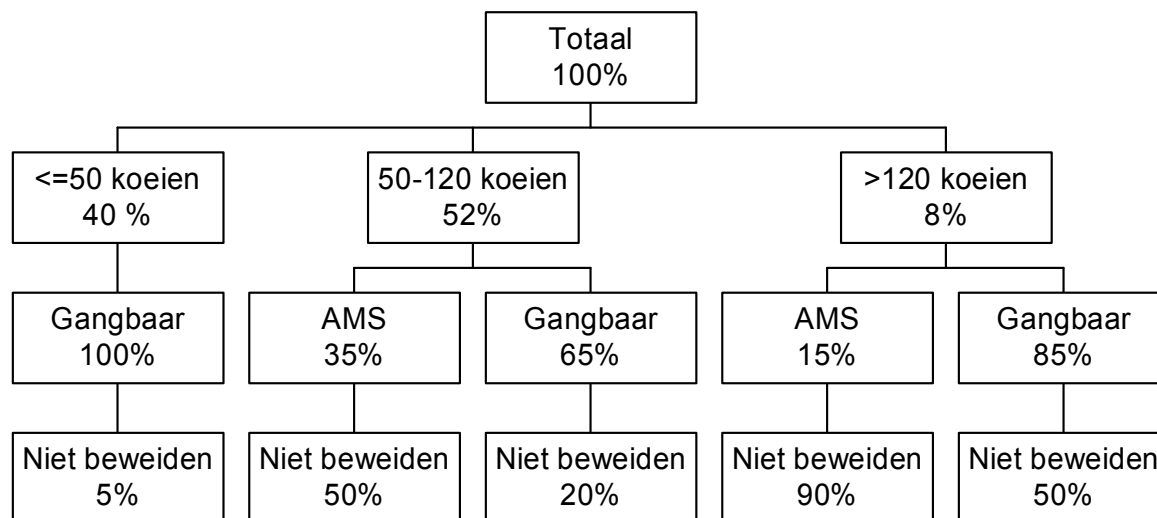 Totaal
100%
<=50 koeien
40 %
50-120 koeien
52%
>120 koeien
8%
Gangbaar
100%
AMS
35%
Gangbaar
65%
AMS
15%
Gangbaar
85%
Niet beweiden
5%
Niet beweiden
50%
Niet beweiden
20%
Niet beweiden
90%
Niet beweiden
50%